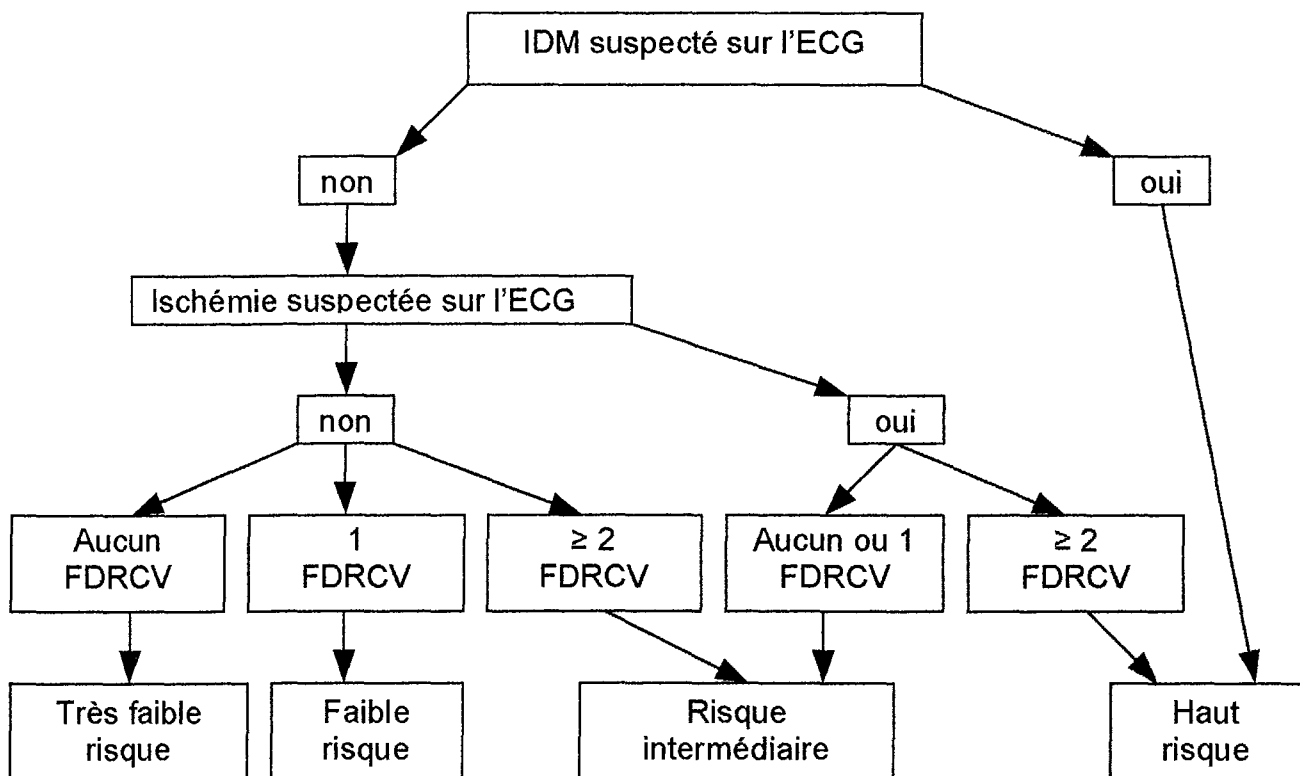 IDM suspecté sur l'ECG
non
oui
Ischémie suspectée sur l'ECG
non
oui
Aucun
FDRCV
1
FDRCV
≥ 2
FDRCV
Aucun ou 1
FDRCV
≥ 2
FDRCV
Très faible
risque
Faible
risque
Risque
intermédiaire
Haut
risque